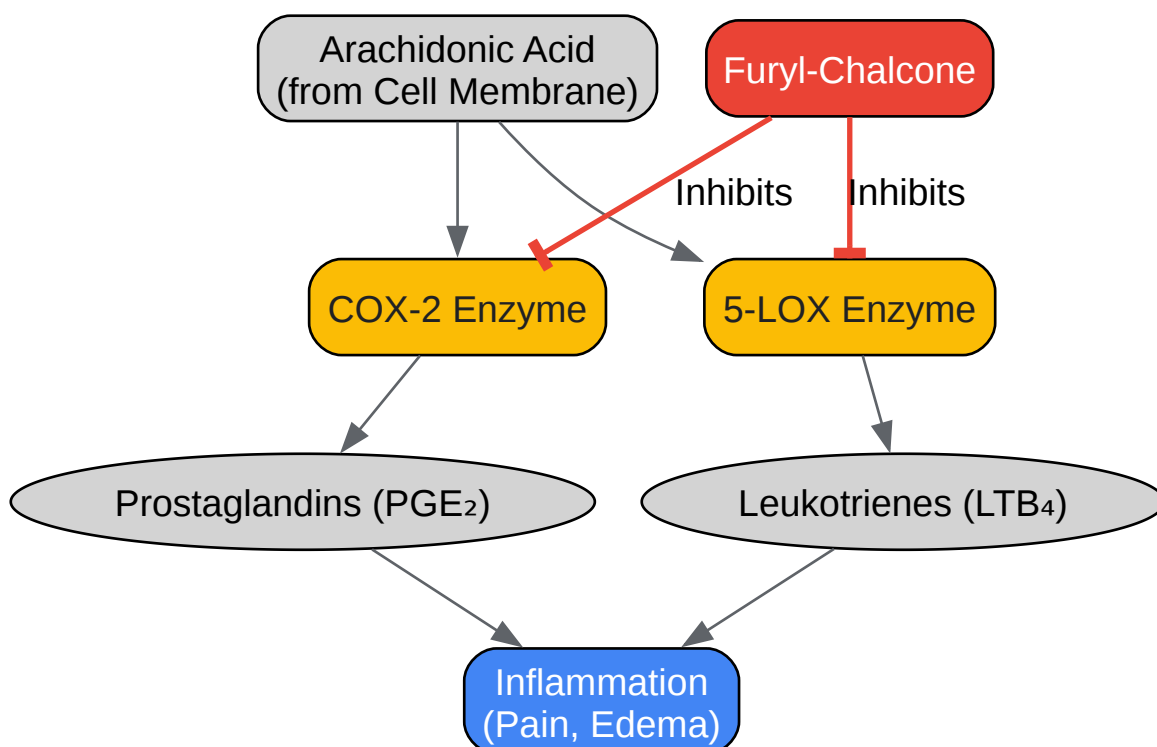 Arachidonic Acid
(from Cell Membrane)
Furyl-Chalcone
Inhibits
Inhibits
COX-2 Enzyme
5-LOX Enzyme
Prostaglandins (PGE₂)
Leukotrienes (LTB₄)
Inflammation
(Pain, Edema)